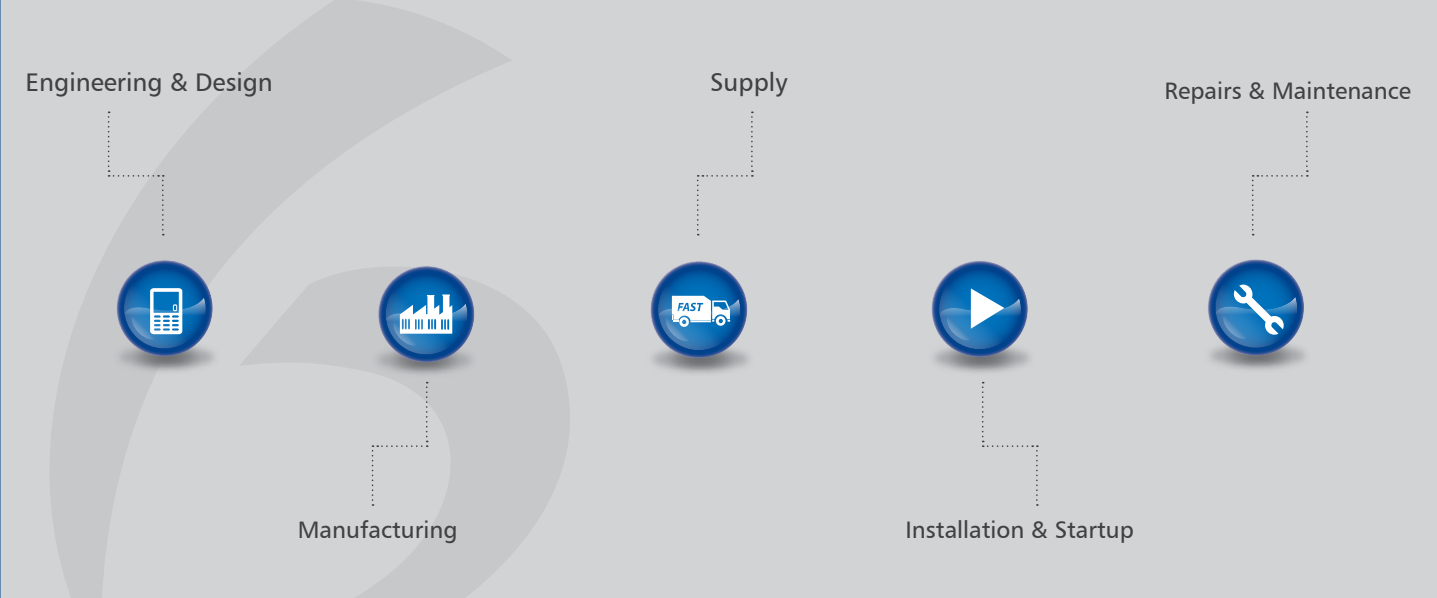 Engineering & Design
Supply
Repairs & Maintenance
FAST
Manufacturing
Installation & Startup